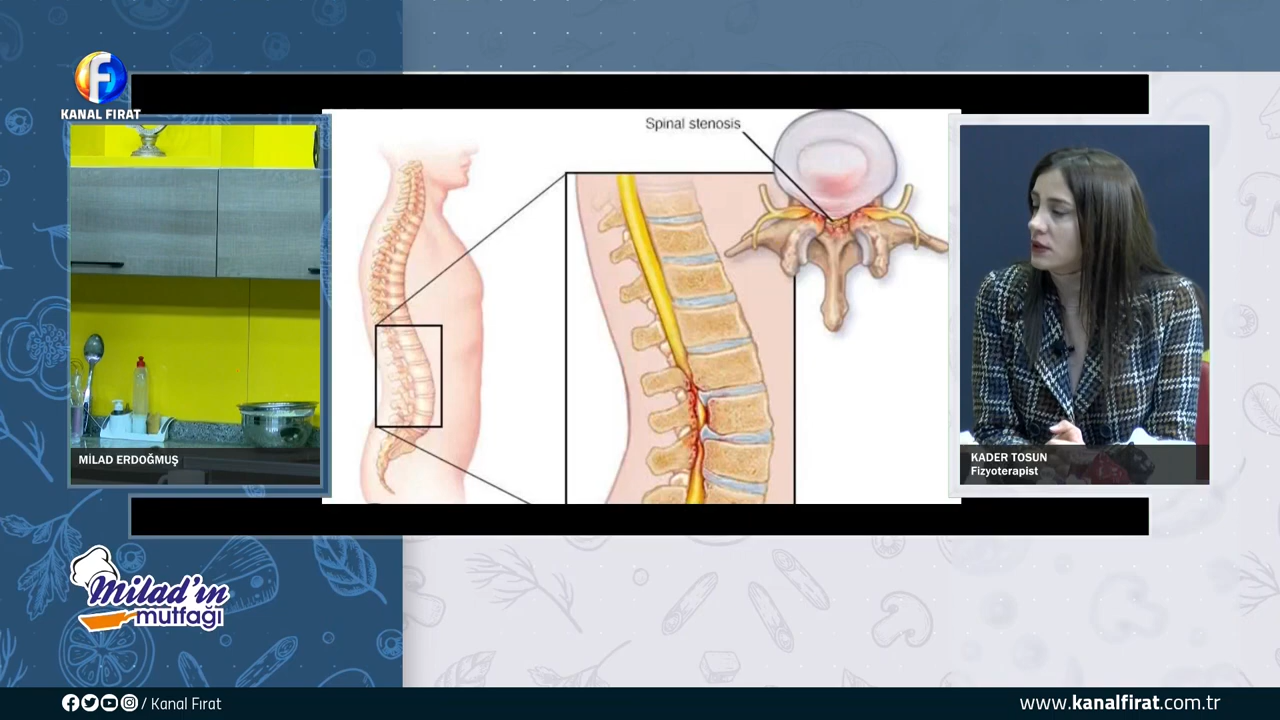 KANAL FIRAT
Spinal stenosis
MİLAD ERDOĞMUŞ
KADER TOSUN
Fizyoterapist
Milad'ın
mutfağı
/ Kanal Fırat
www.kanalfirat.com.tr